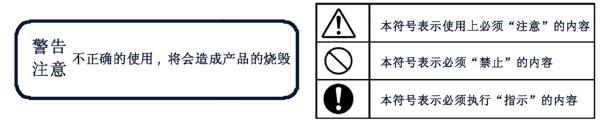 警告
注意
不正确的使用，将会造成产品的烧毁
本符号表示使用上必须“注意”的内容
本符号表示必须“禁止”的内容
本符号表示必须执行“指示”的内容